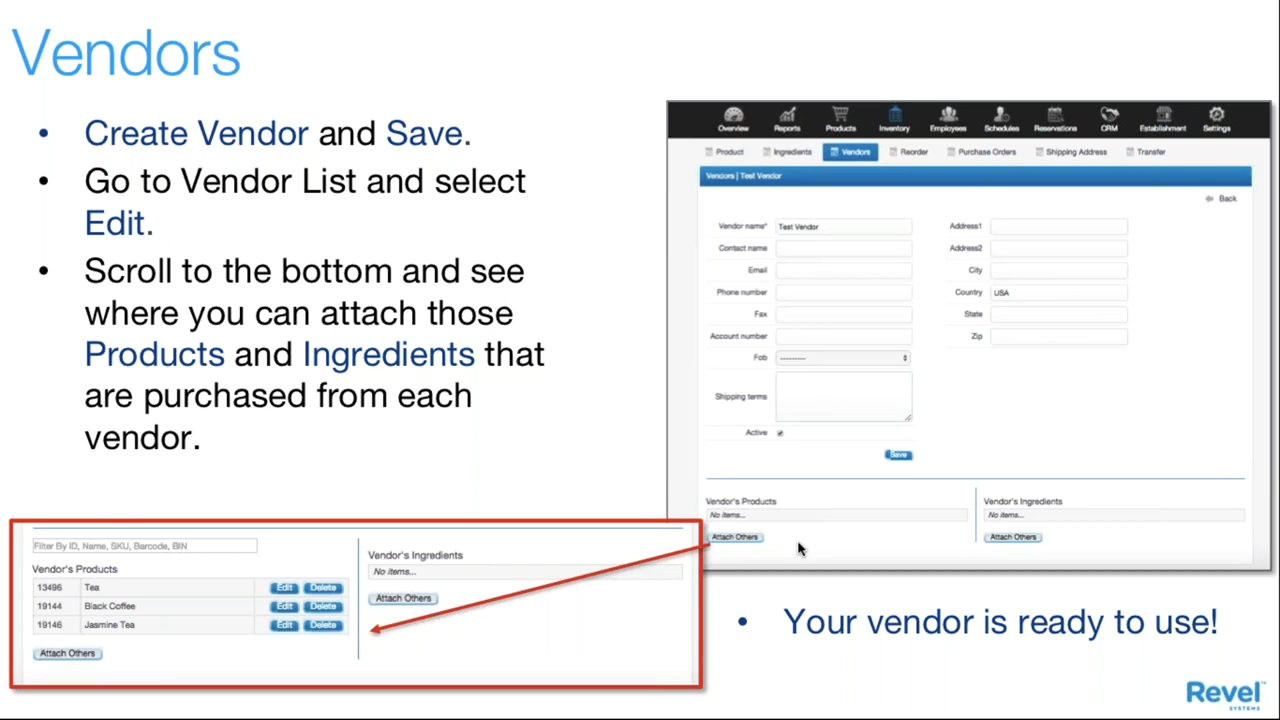 Vendors
• Create Vendor and Save.
• Go to Vendor List and select
Edit.
• Scroll to the bottom and see
where you can attach those
Products and Ingredients that
are purchased from each
vendor.
Overview Reports Products Inventory Employees Schedules Reservations CRM Establishment Settings
Product Ingredients Vendors Reorder Purchase Orders Shipping Address Transfer
Vendors | Test Vendor
Back
Vendor name* Test Vendor Address1
Contact name Address2
Email City
Phone number Country USA
Fax State
Account number Zip
Fob ----------
Shipping terms
Active
Save
Vendor's Products Vendor's Ingredients
No items... No items...
Attach Others Attach Others
Filter By ID, Name, SKU, Barcode, BIN
Vendor's Products
13496 Tea Edit Delete
19144 Black Coffee Edit Delete
19146 Jasmine Tea Edit Delete
Attach Others
Vendor's Ingredients
No items...
Attach Others
• Your vendor is ready to use!
Revel™
SYSTEMS